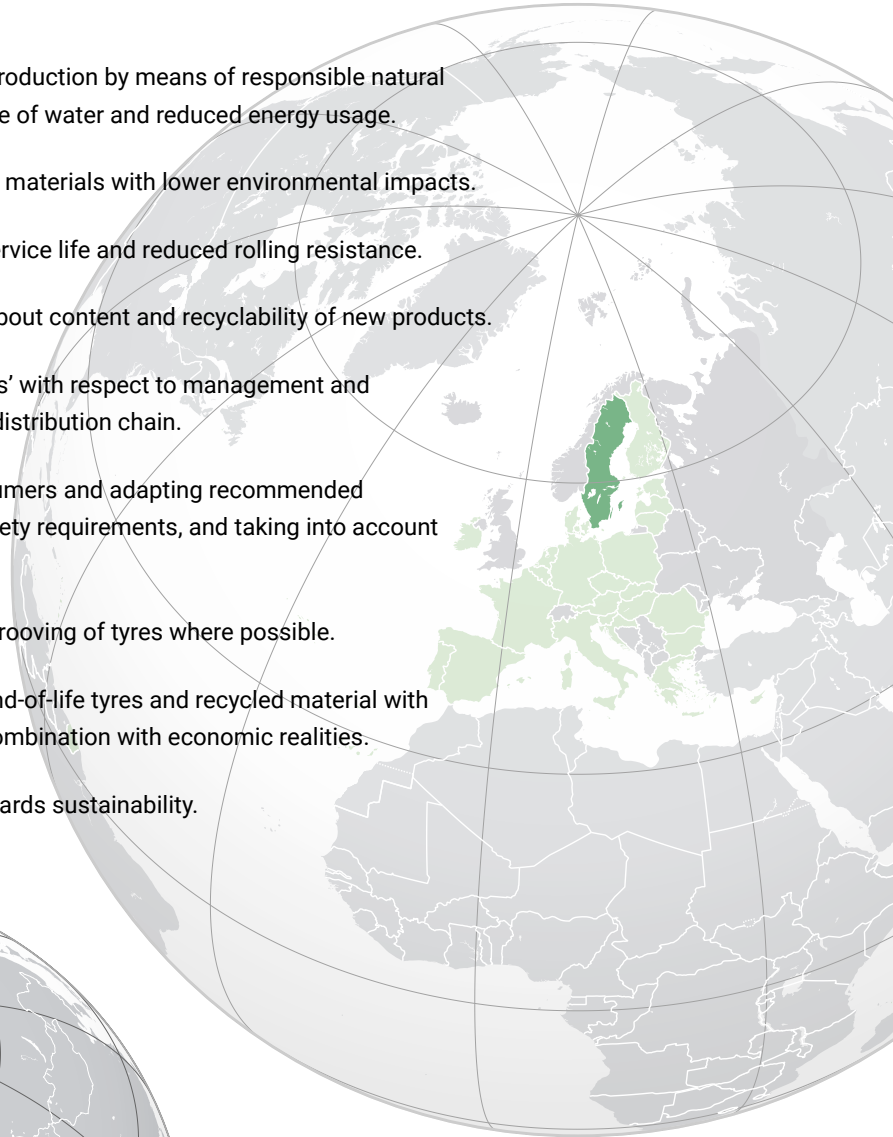 roduction by means of responsible natural
e of water and reduced energy usage.
materials with lower environmental impacts.
ervice life and reduced rolling resistance.
bout content and recyclability of new products.
s’ with respect to management and
distribution chain.
umers and adapting recommended
ety requirements, and taking into account
rooving of tyres where possible.
nd-of-life tyres and recycled material with
ombination with economic realities.
ards sustainability.